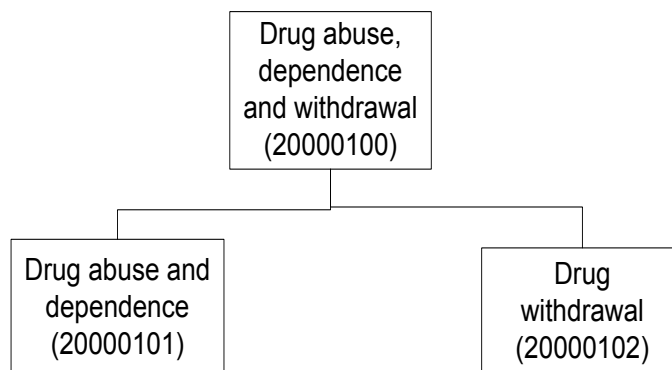 Drug abuse,
dependence
and withdrawal
(20000100)
Drug abuse and
dependence
(20000101)
Drug
withdrawal
(20000102)